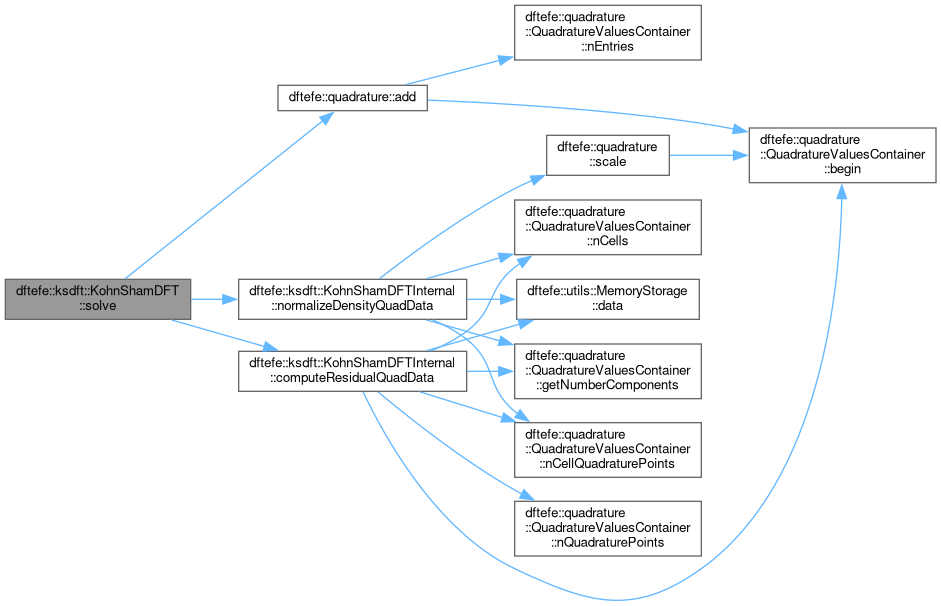 dftefe::quadrature
::QuadratureValuesContainer
::nEntries
dftefe::quadrature::add
dftefe::quadrature
::QuadratureValuesContainer
::begin
dftefe::quadrature
::scale
dftefe::quadrature
::QuadratureValuesContainer
::nCells
dftefe::ksdft::KohnShamDFT
::solve
dftefe::ksdft::KohnShamDFTInternal
::normalizeDensityQuadData
dftefe::utils::MemoryStorage
::data
dftefe::ksdft::KohnShamDFTInternal
::computeResidualQuadData
dftefe::quadrature
::QuadratureValuesContainer
::getNumberComponents
dftefe::quadrature
::QuadratureValuesContainer
::nCellQuadraturePoints
dftefe::quadrature
::QuadratureValuesContainer
::nQuadraturePoints